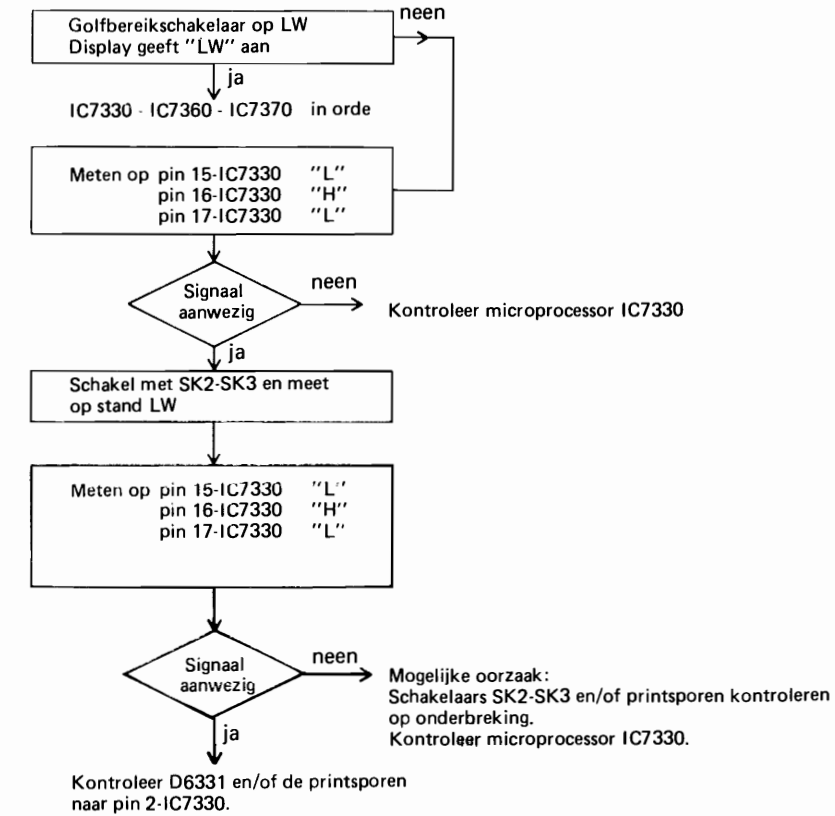 neen
Golfbereikschakelaar op LW
Display geeft "LW" aan
ja
IC7330 - IC7360 - IC7370 in orde
Meten op pin 15-IC7330 "L"
pin 16-IC7330 "H"
pin 17-IC7330 "L"
Signaal
aanwezig
neen
Kontroleer microprocessor IC7330
ja
Schakel met SK2-SK3 en meet
op stand LW
Meten op pin 15-IC7330 "L"
pin 16-IC7330 "H"
pin 17-IC7330 "L"
Signaal
aanwezig
neen
Mogelijke oorzaak:
Schakelaars SK2-SK3 en/of printsporen kontroleren
op onderbreking.
Kontroleer microprocessor IC7330.
ja
Kontroleer D6331 en/of de printsporen
naar pin 2-IC7330.